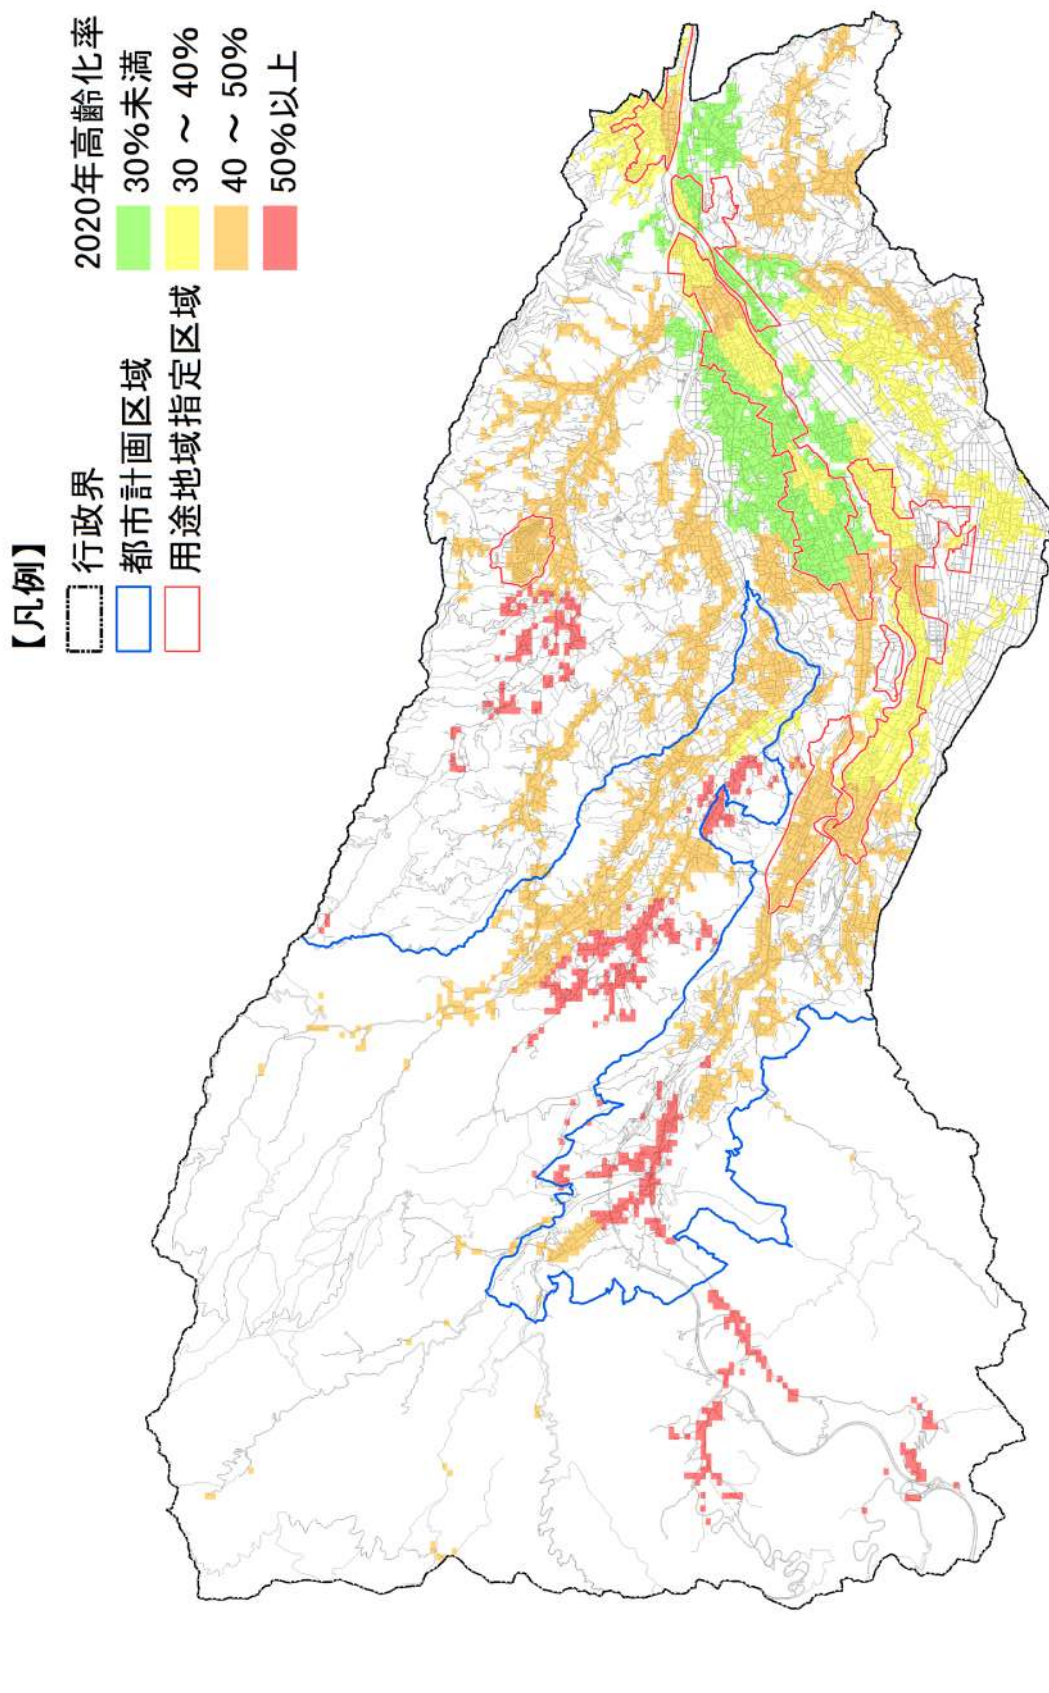 【凡例】
行政界
都市計画区域
用途地域指定区域
2020年高齢化率
30%未満
30 ～ 40%
40 ～ 50%
50%以上